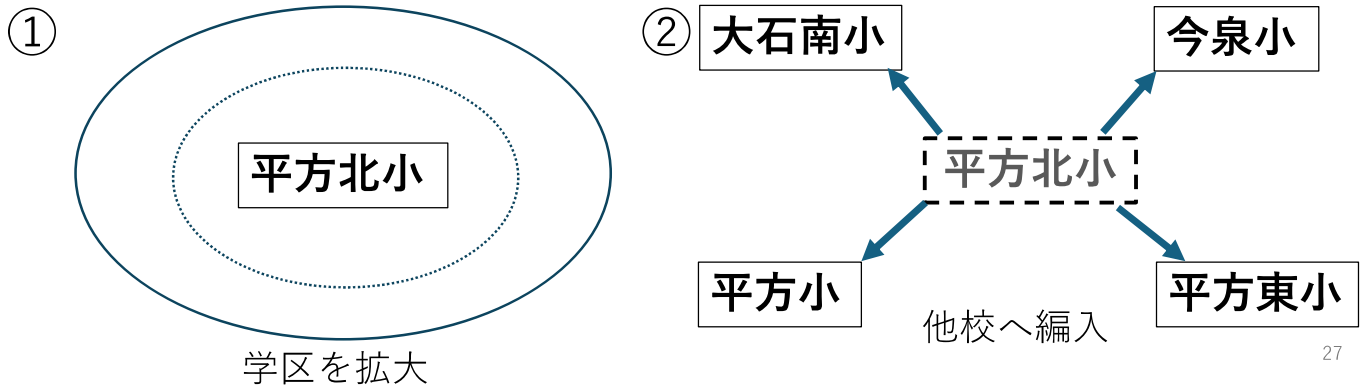 ①
平方北小
学区を拡大
②
大石南小
今泉小
平方北小
平方小
平方東小
他校へ編入
27